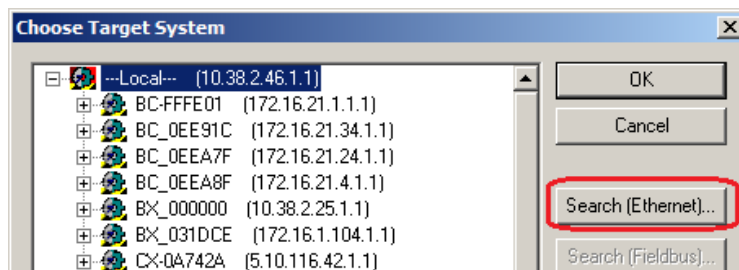 Choose Target System
---Local--- (10.38.2.46.1.1)
BC-FFFE01 (172.16.21.1.1.1)
BC_0EE91C (172.16.21.34.1.1)
BC_0EEA7F (172.16.21.24.1.1)
BC_0EEA8F (172.16.21.4.1.1)
BX_000000 (10.38.2.25.1.1)
BX_031DCE (172.16.1.104.1.1)
CX-0A742A (5.10.116.42.1.1)
OK
Cancel
Search (Ethernet)...
Search (Fieldbus)...